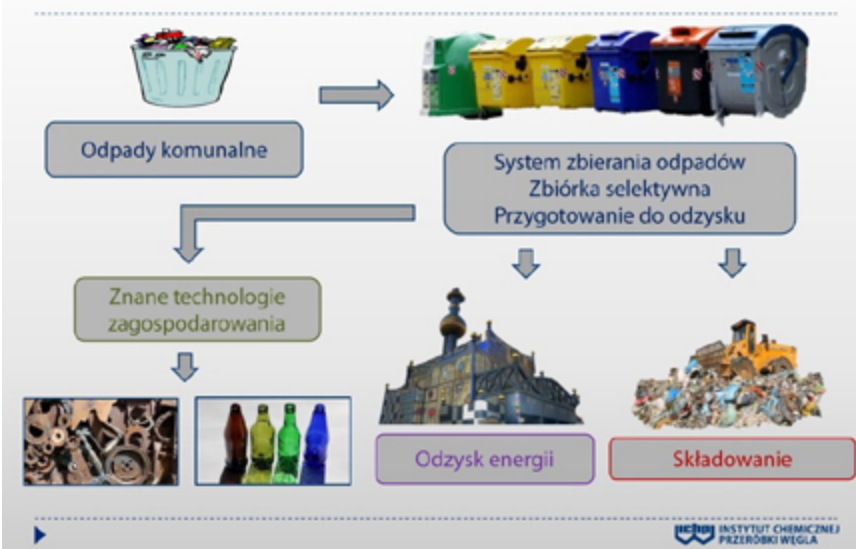 Odpady komunalne
System zbierania odpadów
Zbiórka selektywna
Przygotowanie do odzysku
Znane technologie
zagospodarowania
Odzysk energii
Składowanie
INSTYTUT CHEMICZNEJ
PRZERÓBKI WĘGLA